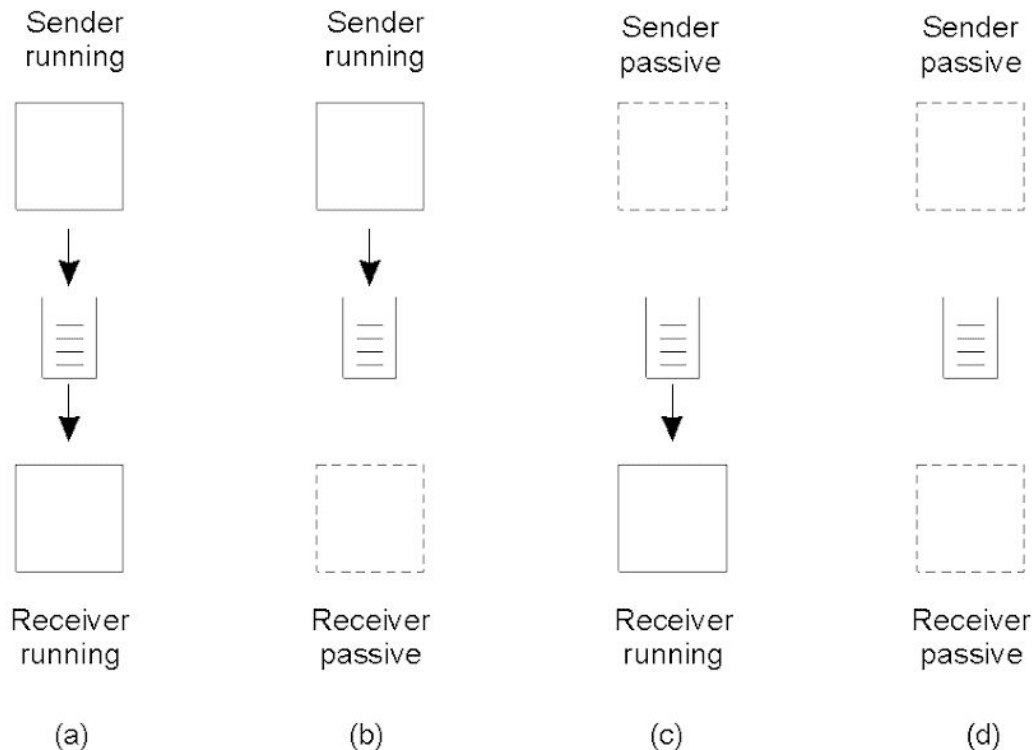 Sender
running
Sender
running
Sender
passive
Sender
passive
Receiver
running
Receiver
passive
Receiver
running
Receiver
passive
(a)
(b)
(c)
(d)